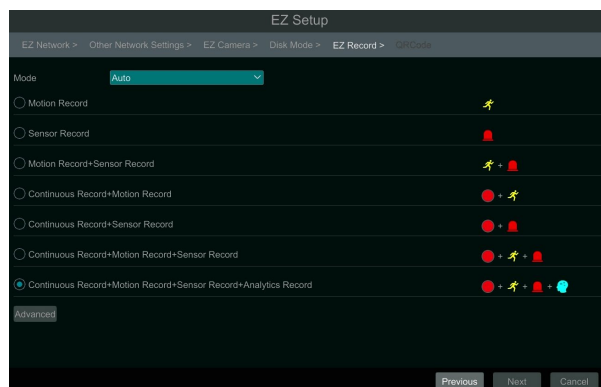 EZ Setup
EZ Network > Other Network Settings > EZ Camera > Disk Mode > EZ Record > QRCode
Mode Auto
Motion Record
Sensor Record
Motion Record+Sensor Record +
Continuous Record+Motion Record +
Continuous Record+Sensor Record +
Continuous Record+Motion Record+Sensor Record + +
Continuous Record+Motion Record+Sensor Record+Analytics Record + + +
Advanced
Previous Next Cancel